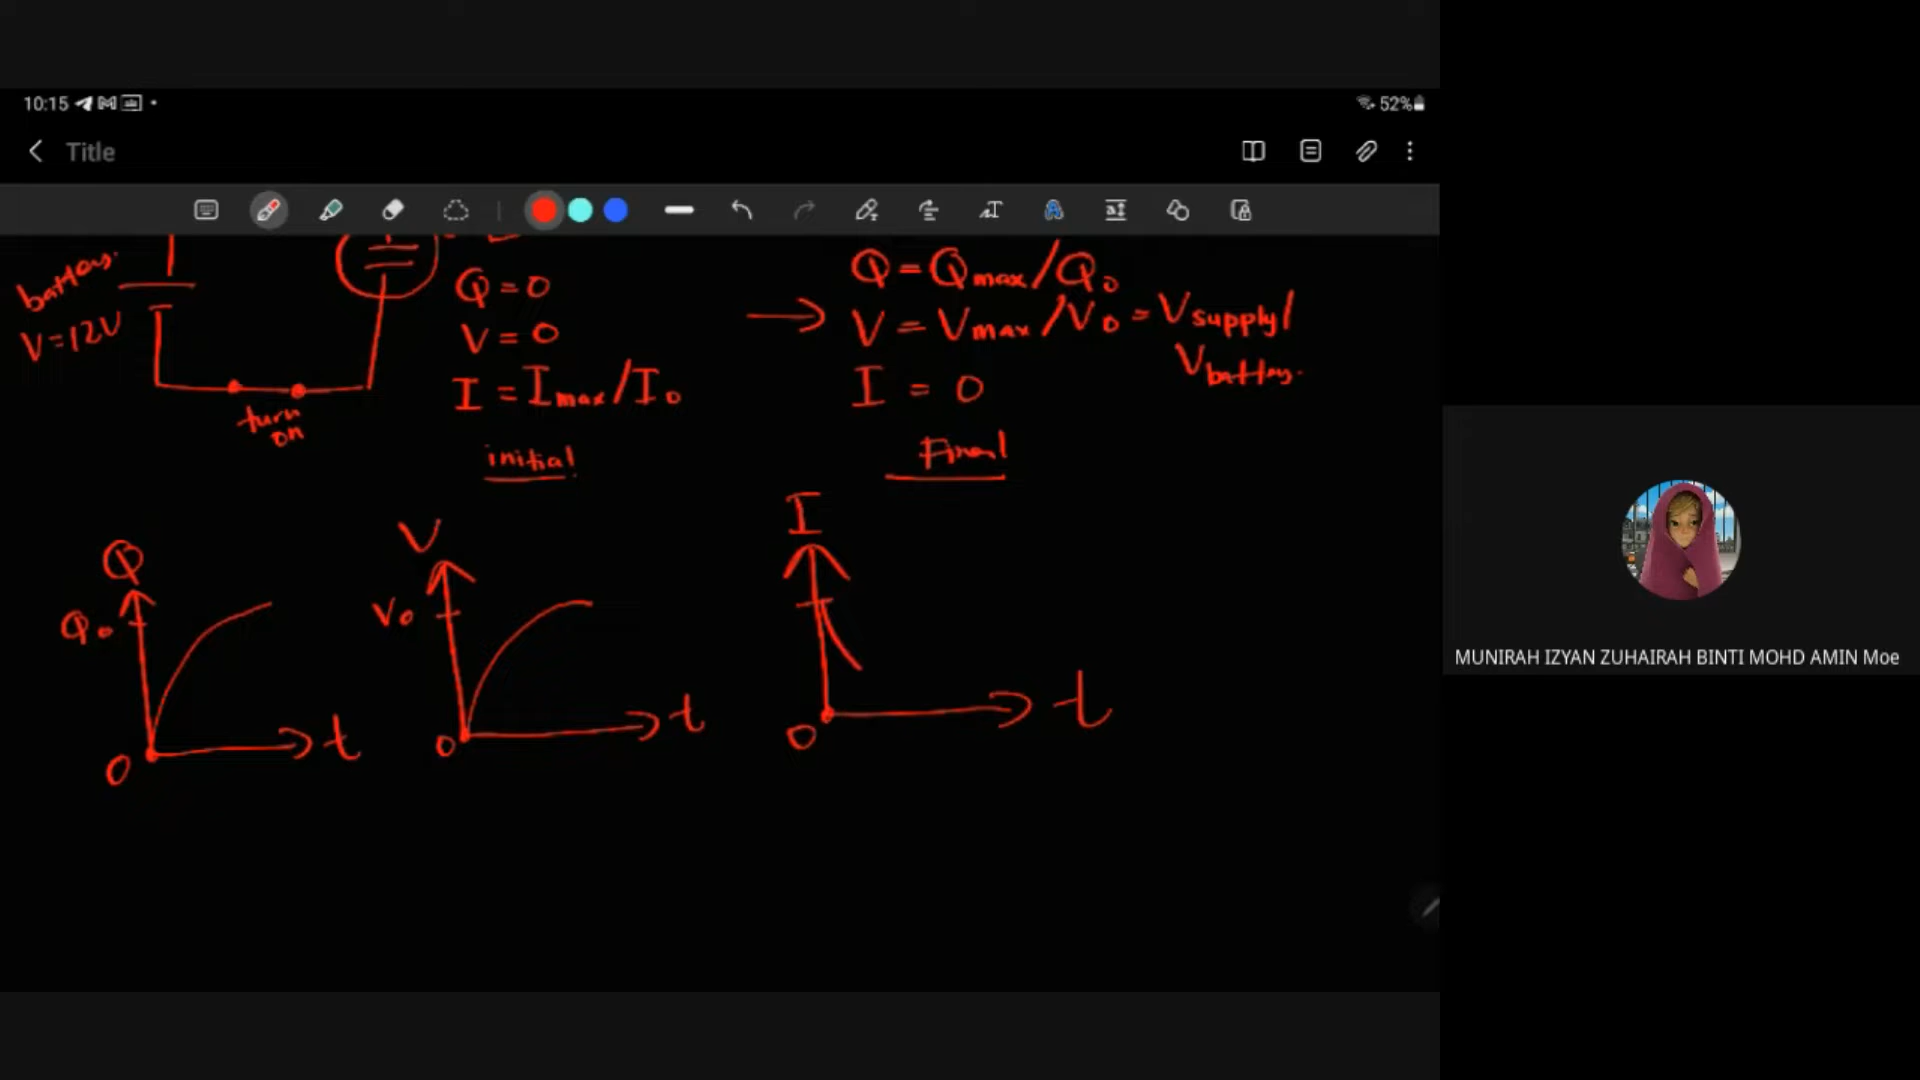 10:15
52%
Title
battery.
V=12V
turn
on
Q=0
V=0
I=Imax/I0
initial
Q=Qmax/Q0
V=Vmax/V0=Vsupply/
Vbattery.
I=0
Final
Q
Q0
0
t
V
V0
0
t
I
0
t
MUNIRAH IZYAN ZUHAIRAH BINTI MOHD AMIN Moe